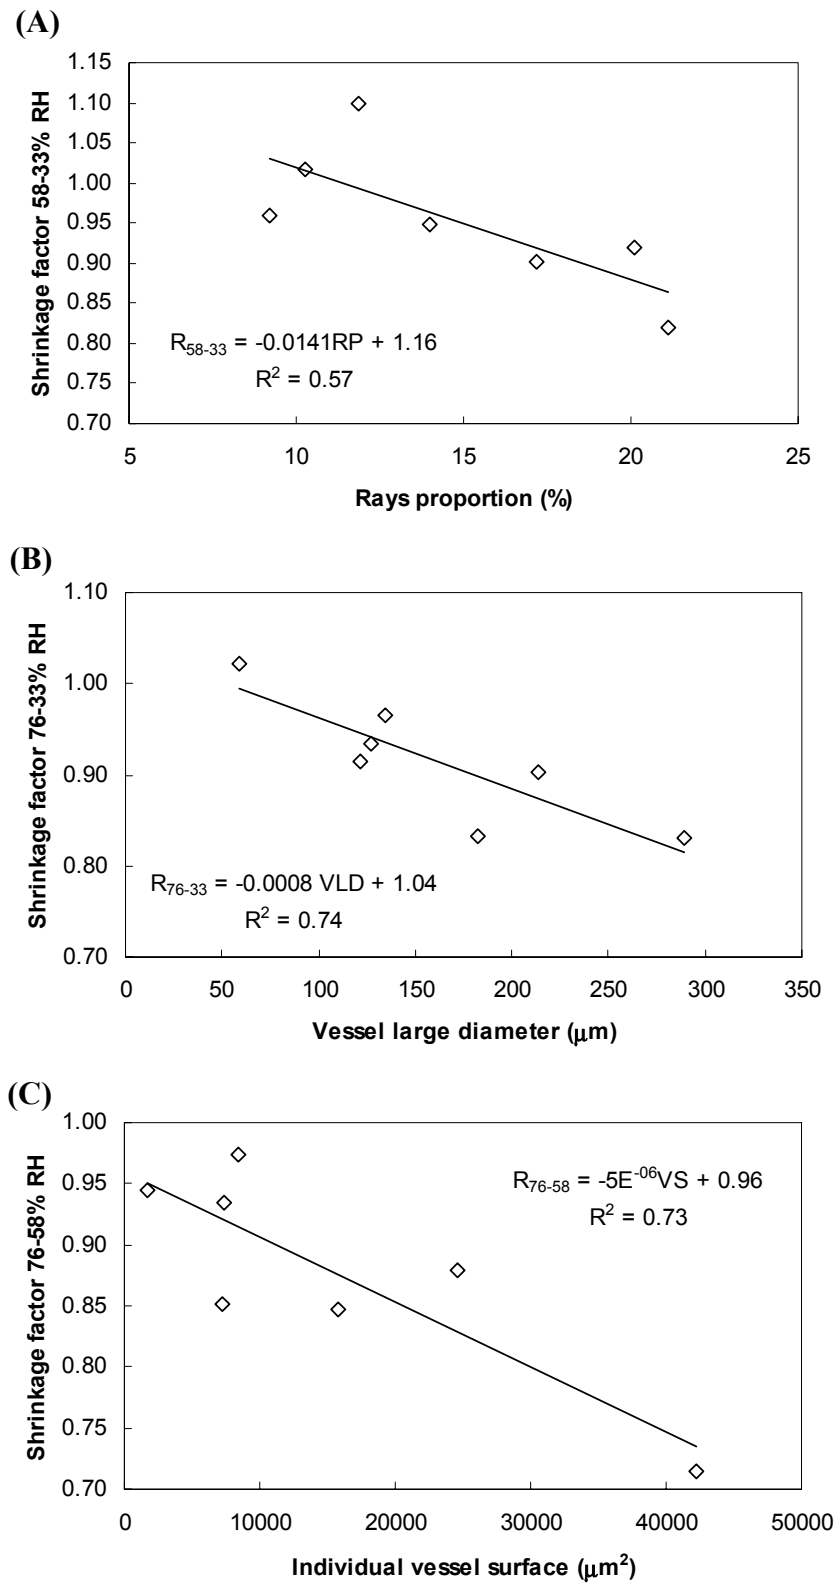 (A)
Shrinkage factor 58-33% RH
1.15
1.10
1.05
1.00
0.95
0.90
0.85
0.80
0.75
0.70
R58-33 = -0.0141RP + 1.16
R2 = 0.57
5 10 15 20 25
Rays proportion (%)
(B)
Shrinkage factor 76-33% RH
1.10
1.00
0.90
0.80
0.70
R76-33 = -0.0008 VLD + 1.04
R2 = 0.74
0 50 100 150 200 250 300 350
Vessel large diameter (μm)
(C)
Shrinkage factor 76-58% RH
1.00
0.95
0.90
0.85
0.80
0.75
0.70
R76-58 = -5E-06VS + 0.96
R2 = 0.73
0 10000 20000 30000 40000 50000
Individual vessel surface (μm2)